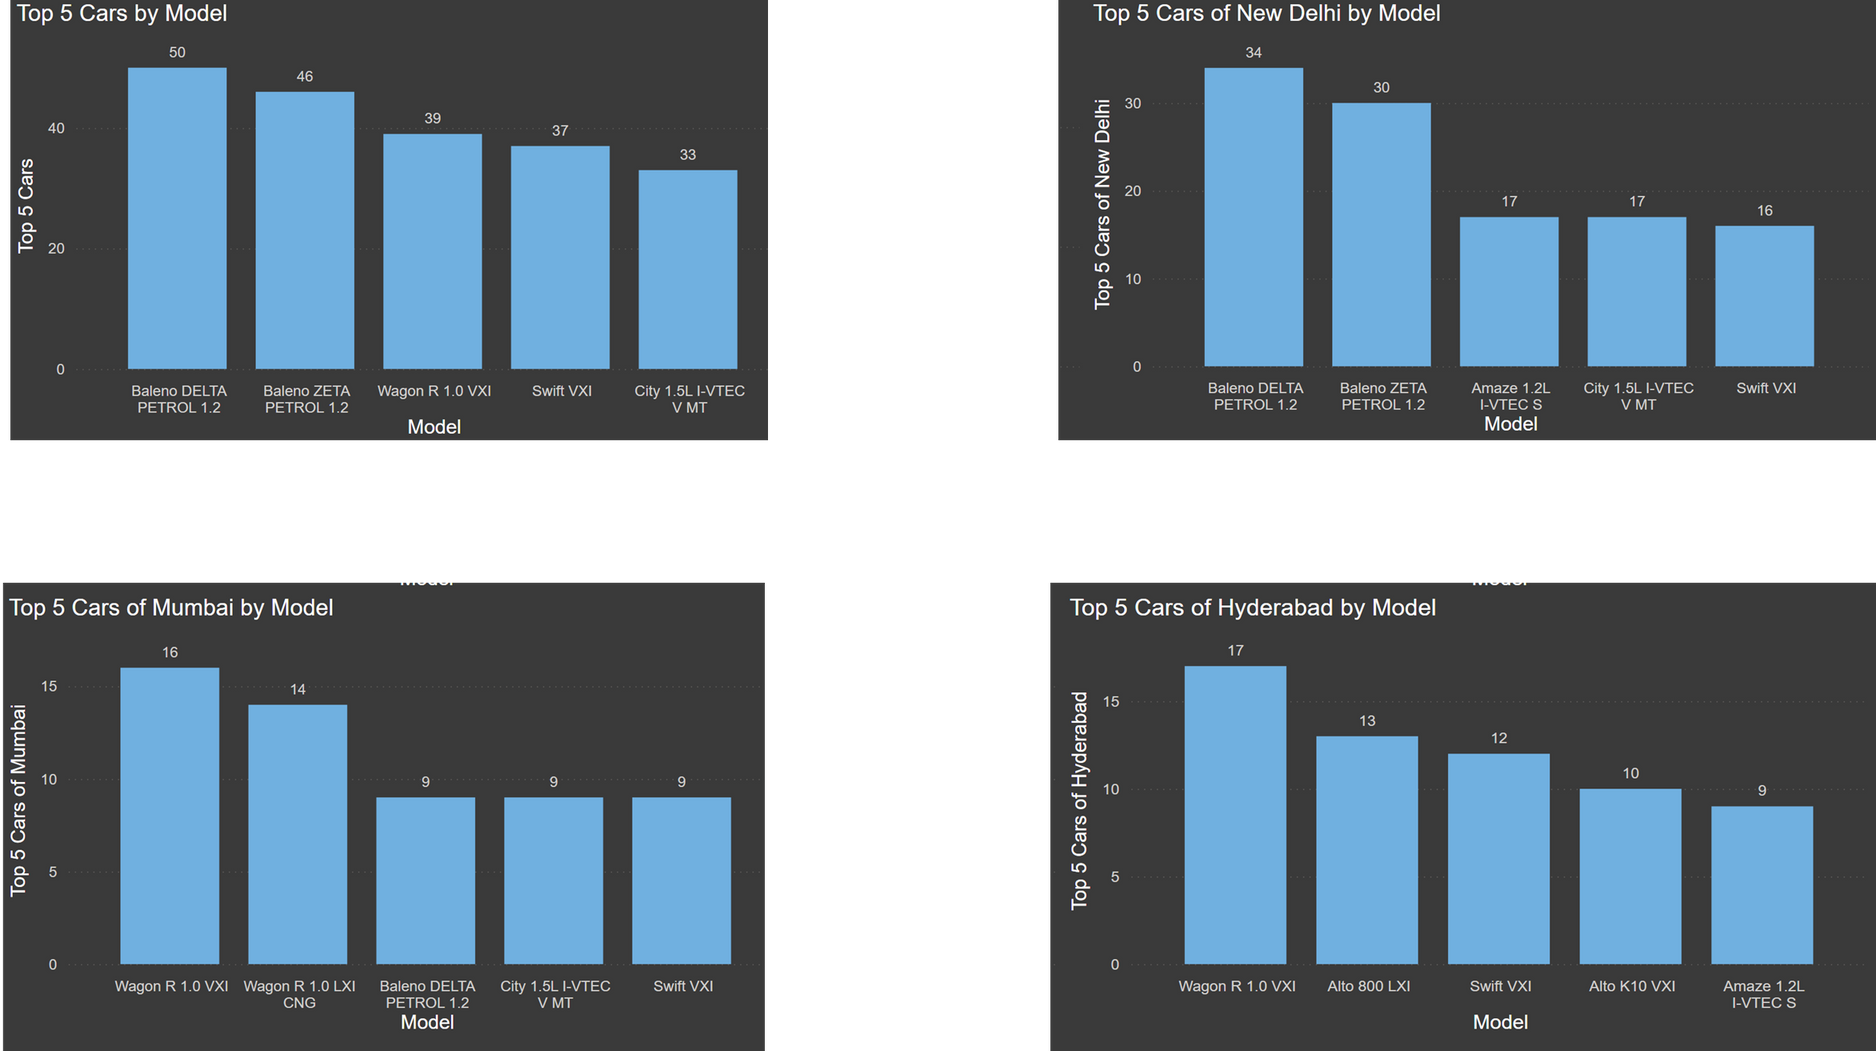 Top 5 Cars by Model
Top 5 Cars
50
46
39
37
33
40
20
0
Baleno DELTA
PETROL 1.2
Baleno ZETA
PETROL 1.2
Wagon R 1.0 VXI
Swift VXI
City 1.5L I-VTEC
V MT
Model
Top 5 Cars of New Delhi by Model
Top 5 Cars of New Delhi
34
30
17
17
16
30
20
10
0
Baleno DELTA
PETROL 1.2
Baleno ZETA
PETROL 1.2
Amaze 1.2L
I-VTEC S
City 1.5L I-VTEC
V MT
Swift VXI
Model
Model
Top 5 Cars of Mumbai by Model
Top 5 Cars of Mumbai
16
14
9
9
9
15
10
5
0
Wagon R 1.0 VXI
Wagon R 1.0 LXI
CNG
Baleno DELTA
PETROL 1.2
City 1.5L I-VTEC
V MT
Swift VXI
Model
Model
Top 5 Cars of Hyderabad by Model
Top 5 Cars of Hyderabad
17
13
12
10
9
15
10
5
0
Wagon R 1.0 VXI
Alto 800 LXI
Swift VXI
Alto K10 VXI
Amaze 1.2L
I-VTEC S
Model